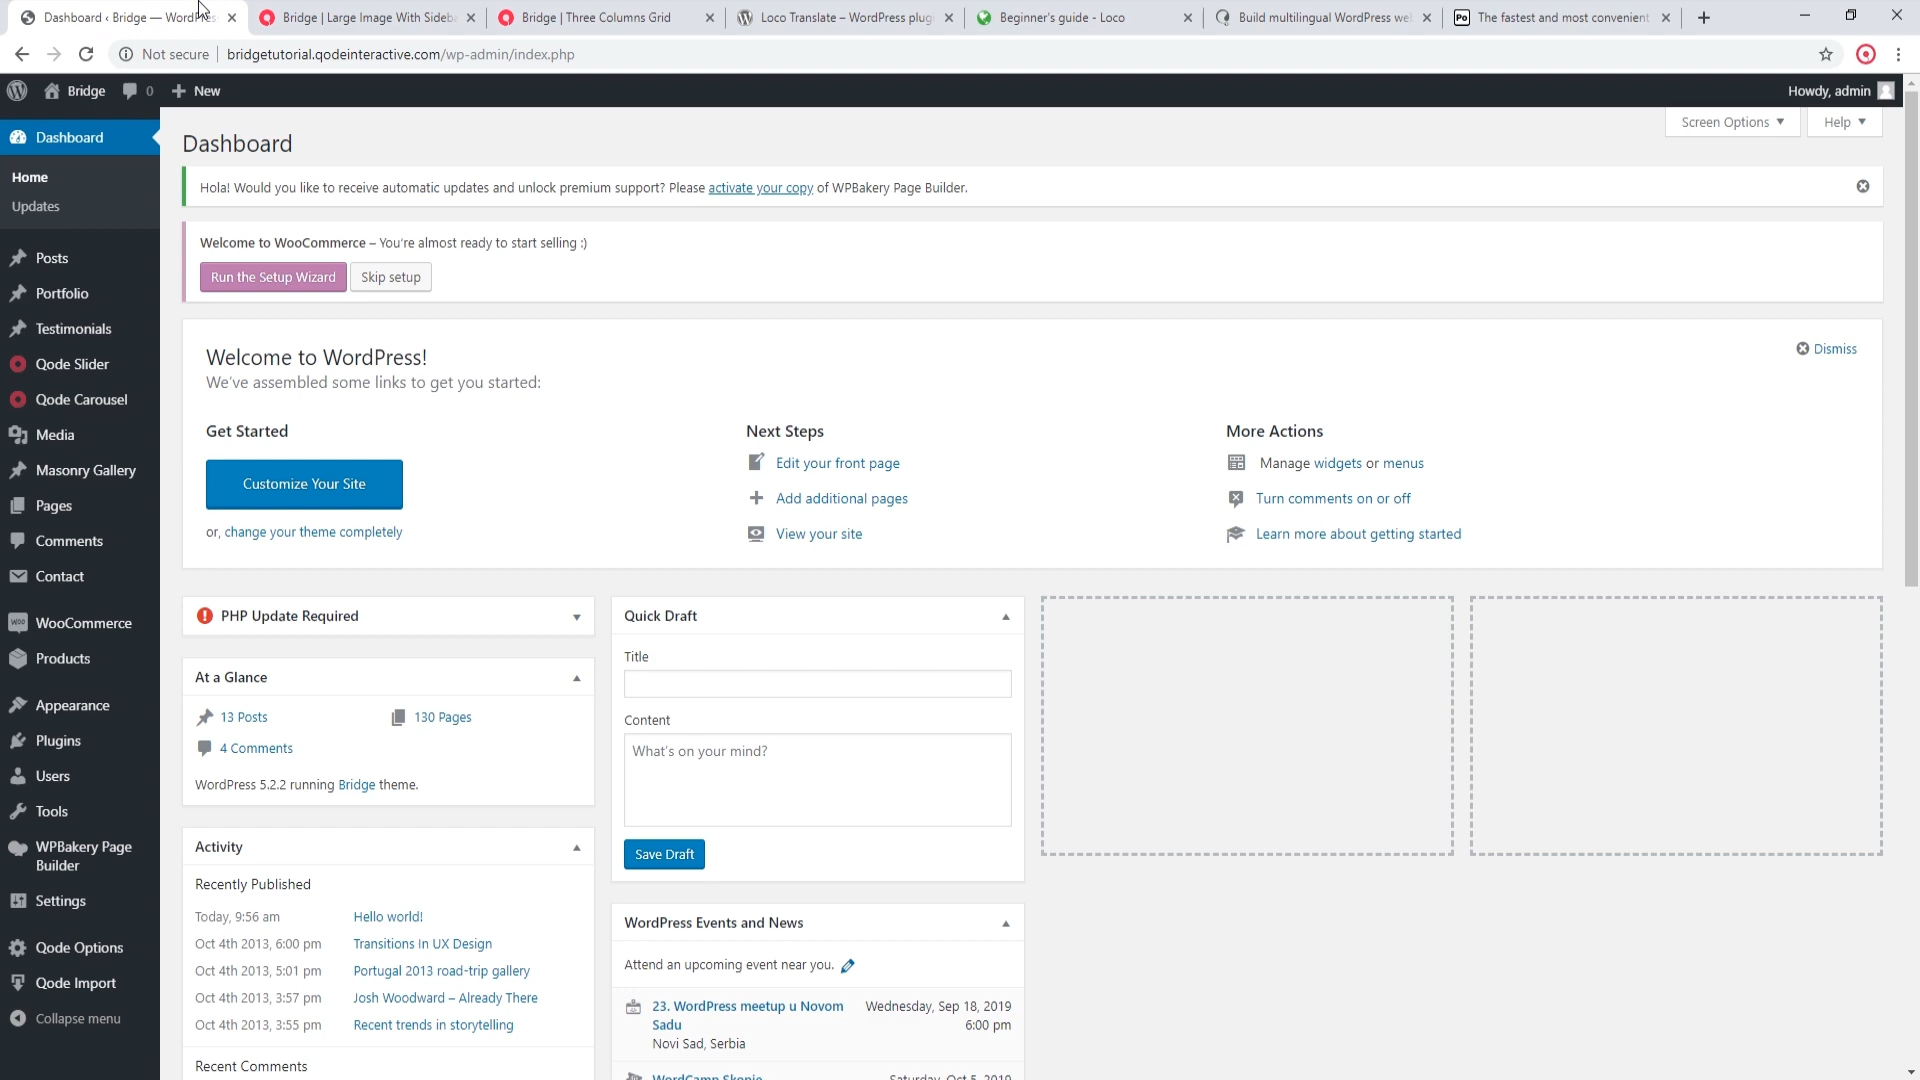 Dashboard ‹ Bridge — WordPres
Bridge | Large Image With Sideba
Bridge | Three Columns Grid
Loco Translate – WordPress plugi
Beginner's guide - Loco
Build multilingual WordPress we
Po The fastest and most convenient
Not secure | bridgetutorial.qodeinteractive.com/wp-admin/index.php
Bridge 0 New
Howdy, admin
Dashboard
Home
Updates
Posts
Portfolio
Testimonials
Qode Slider
Qode Carousel
Media
Masonry Gallery
Pages
Comments
Contact
WooCommerce
Products
Appearance
Plugins
Users
Tools
WPBakery Page
Builder
Settings
Qode Options
Qode Import
Collapse menu
Screen Options
Help
Dashboard
Hola! Would you like to receive automatic updates and unlock premium support? Please activate your copy of WPBakery Page Builder.
Welcome to WooCommerce – You're almost ready to start selling :)
Run the Setup Wizard
Skip setup
Welcome to WordPress!
Dismiss
We've assembled some links to get you started:
Get Started
Customize Your Site
or, change your theme completely
Next Steps
Edit your front page
Add additional pages
View your site
More Actions
Manage widgets or menus
Turn comments on or off
Learn more about getting started
PHP Update Required
At a Glance
13 Posts
130 Pages
4 Comments
WordPress 5.2.2 running Bridge theme.
Activity
Recently Published
Today, 9:56 am Hello world!
Oct 4th 2013, 6:00 pm Transitions In UX Design
Oct 4th 2013, 5:01 pm Portugal 2013 road-trip gallery
Oct 4th 2013, 3:57 pm Josh Woodward – Already There
Oct 4th 2013, 3:55 pm Recent trends in storytelling
Recent Comments
Quick Draft
Title
Content
What's on your mind?
Save Draft
WordPress Events and News
Attend an upcoming event near you.
23. WordPress meetup u Novom Wednesday, Sep 18, 2019
Sadu 6:00 pm
Novi Sad, Serbia
WordCamp Skopje Saturday, Oct 5, 2019